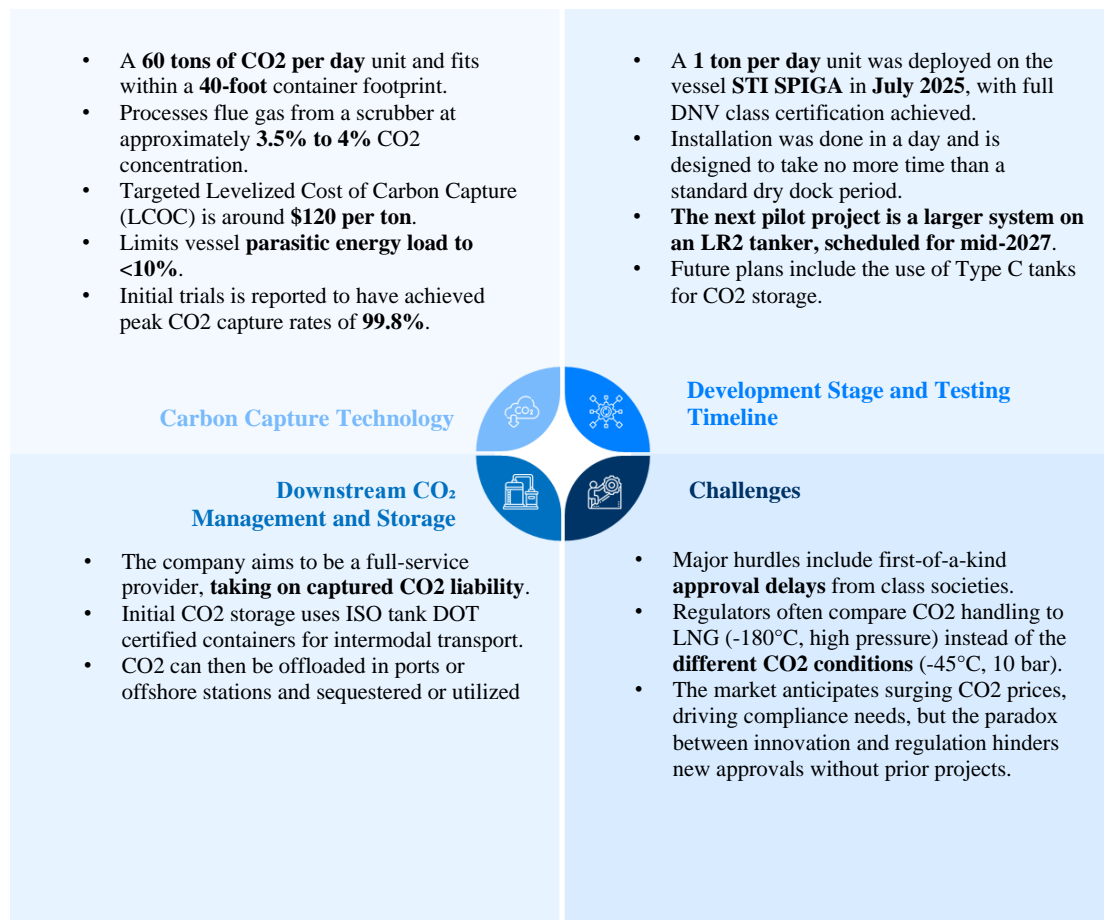 • A 60 tons of CO2 per day unit and fits
within a 40-foot container footprint.
• Processes flue gas from a scrubber at
approximately 3.5% to 4% CO2
concentration.
• Targeted Levelized Cost of Carbon Capture
(LCOC) is around $120 per ton.
• Limits vessel parasitic energy load to
<10%.
• Initial trials is reported to have achieved
peak CO2 capture rates of 99.8%.
Carbon Capture Technology
• A 1 ton per day unit was deployed on the
vessel STI SPIGA in July 2025, with full
DNV class certification achieved.
• Installation was done in a day and is
designed to take no more time than a
standard dry dock period.
• The next pilot project is a larger system on
an LR2 tanker, scheduled for mid-2027.
• Future plans include the use of Type C tanks
for CO2 storage.
Development Stage and Testing
Timeline
CO₂
Downstream CO₂
Management and Storage
• The company aims to be a full-service
provider, taking on captured CO2 liability.
• Initial CO2 storage uses ISO tank DOT
certified containers for intermodal transport.
• CO2 can then be offloaded in ports or
offshore stations and sequestered or utilized
Challenges
• Major hurdles include first-of-a-kind
approval delays from class societies.
• Regulators often compare CO2 handling to
LNG (-180°C, high pressure) instead of the
different CO2 conditions (-45°C, 10 bar).
• The market anticipates surging CO2 prices,
driving compliance needs, but the paradox
between innovation and regulation hinders
new approvals without prior projects.